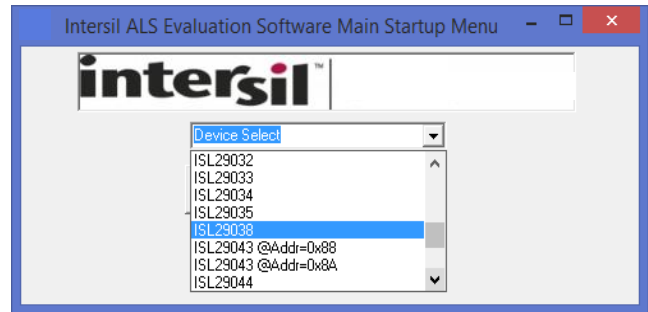 Intersil ALS Evaluation Software Main Startup Menu
intersil™
Device Select
ISL29032
ISL29033
ISL29034
ISL29035
ISL29038
ISL29043 @Addr=0x88
ISL29043 @Addr=0x8A
ISL29044